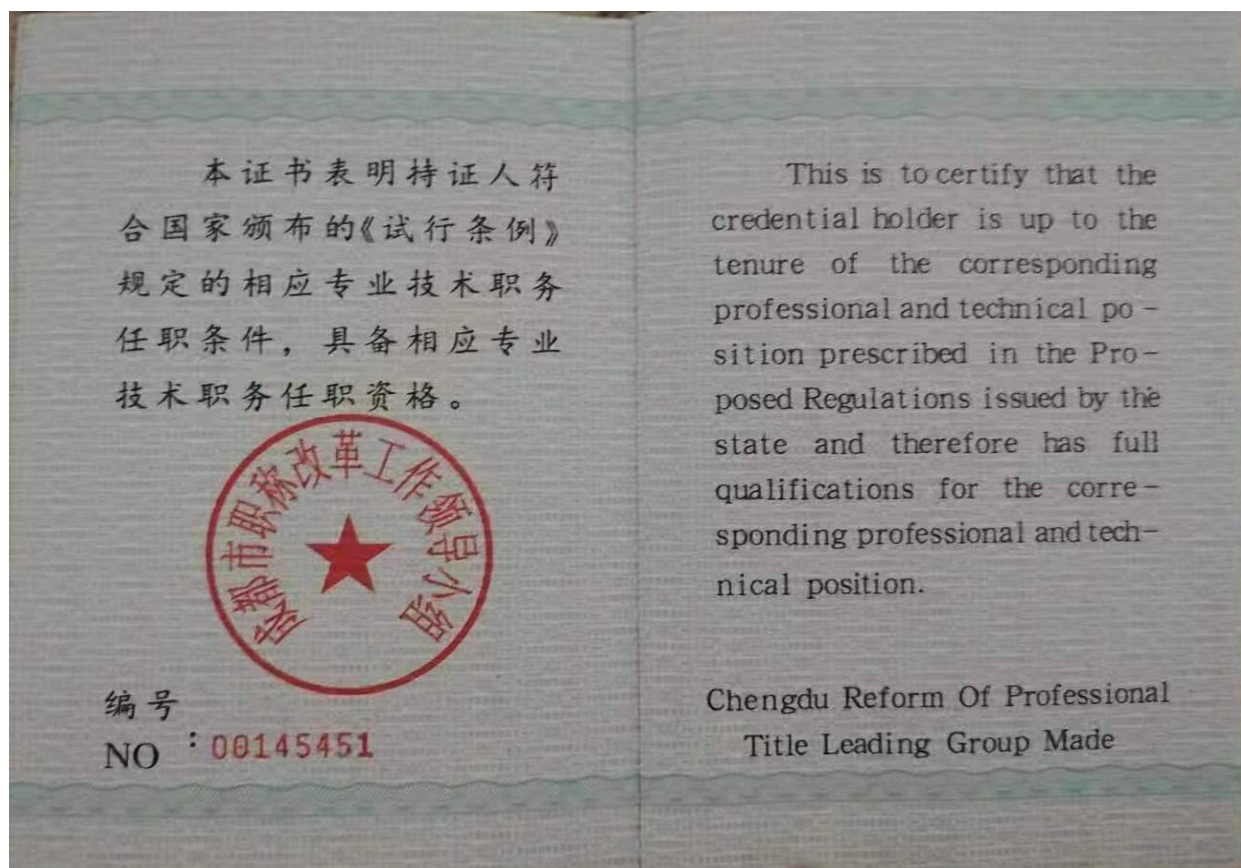 本证书表明持证人符
合国家颁布的《试行条例》
规定的相应专业技术职务
任职条件，具备相应专业
技术职务任职资格。
成都市职称改革工作领导小组
编号
NO：00145451
This is to certify that the
credential holder is up to the
tenure of the corresponding
professional and technical po-
sition prescribed in the Pro-
posed Regulations issued by the
state and therefore has full
qualifications for the corre-
sponding professional and tech-
nical position.
Chengdu Reform Of Professional
Title Leading Group Made